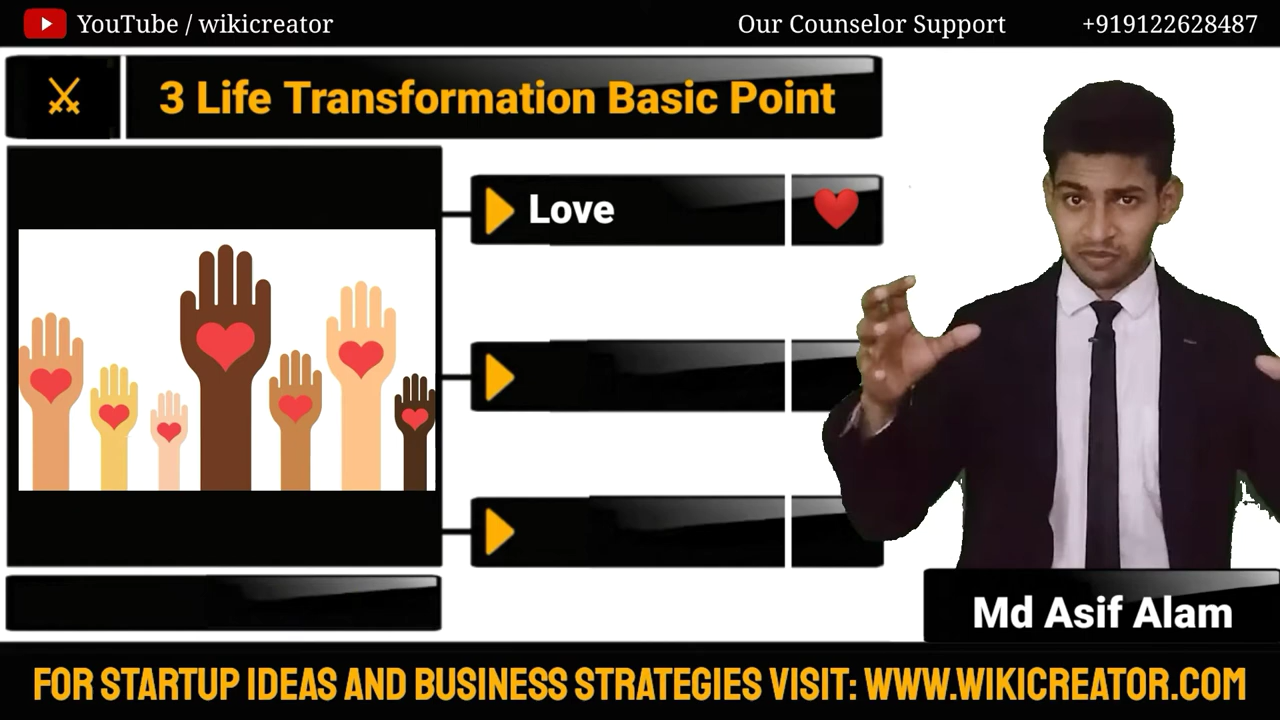 YouTube / wikicreator
Our Counselor Support +919122628487
3 Life Transformation Basic Point
Love
Md Asif Alam
FOR STARTUP IDEAS AND BUSINESS STRATEGIES VISIT: WWW.WIKICREATOR.COM